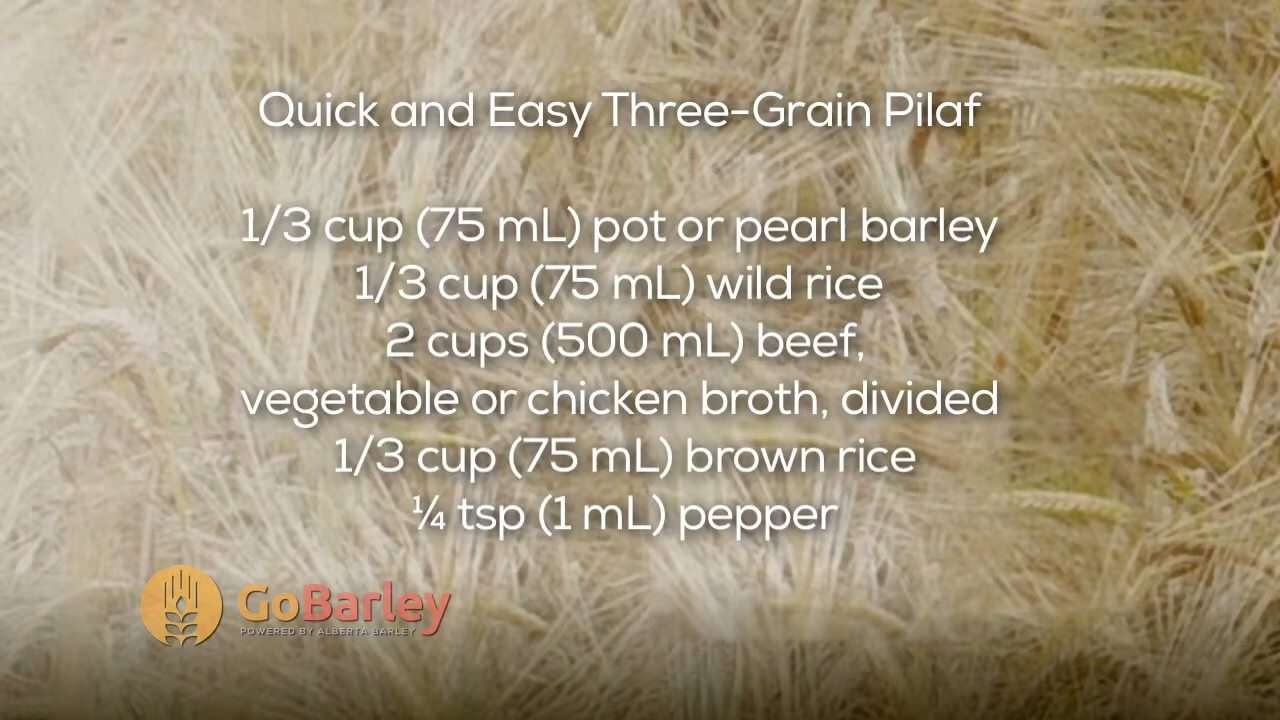 Quick and Easy Three-Grain Pilaf
1/3 cup (75 mL) pot or pearl barley
1/3 cup (75 mL) wild rice
2 cups (500 mL) beef,
vegetable or chicken broth, divided
1/3 cup (75 mL) brown rice
¼ tsp (1 mL) pepper
GoBarley
POWERED BY ALBERTA BARLEY